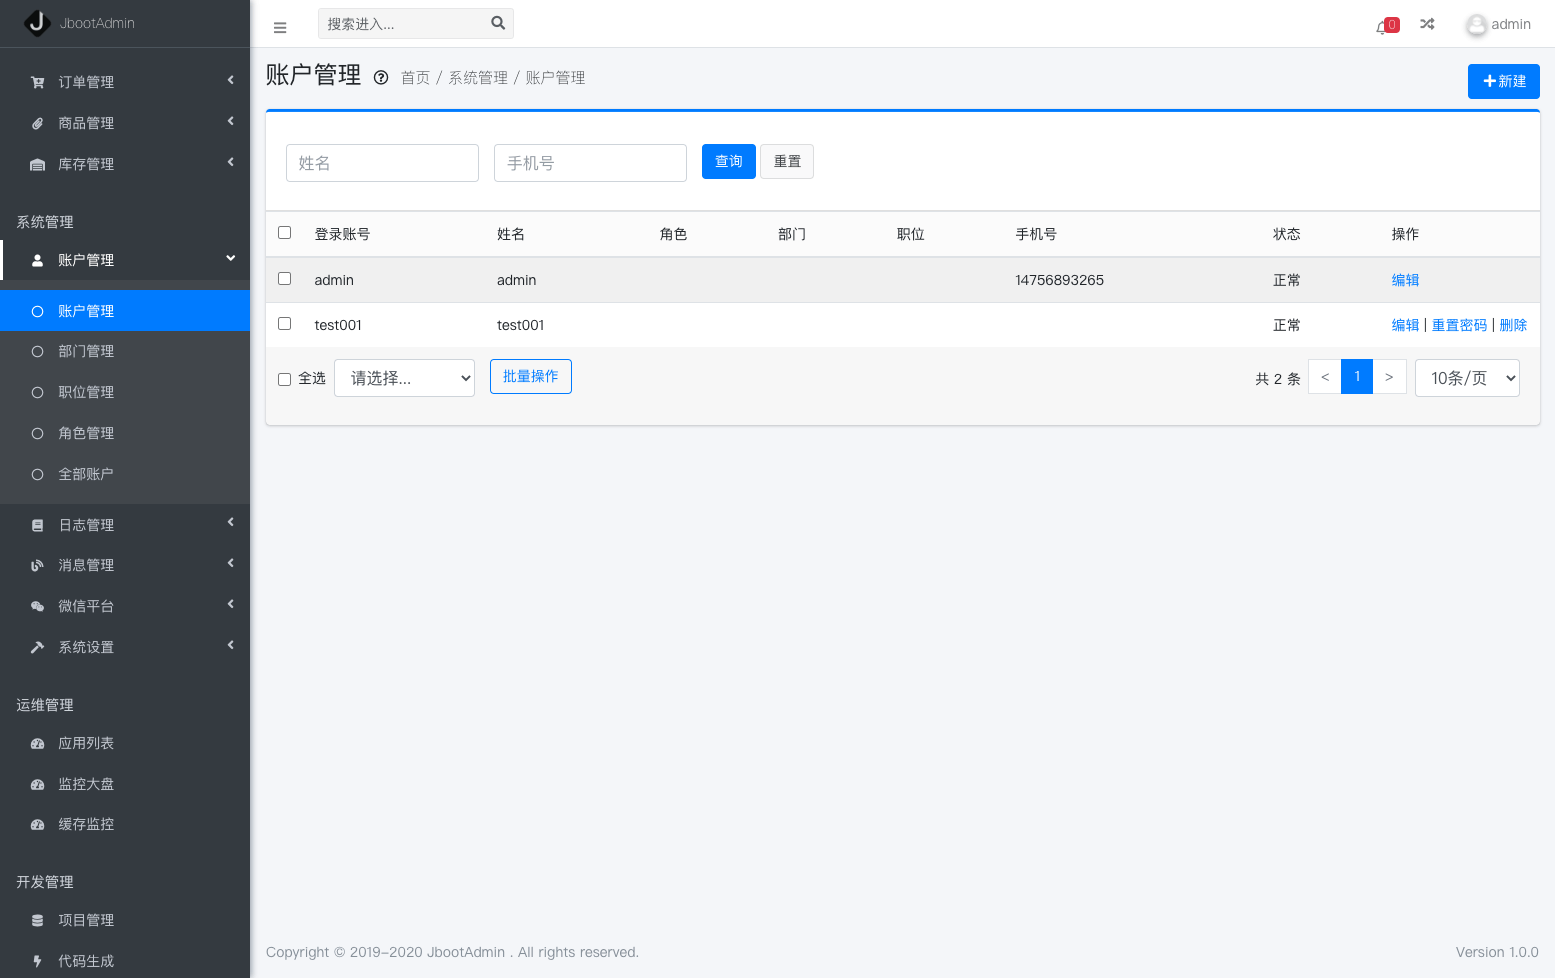 JbootAdmin
订单管理
商品管理
库存管理
系统管理
账户管理
账户管理
部门管理
职位管理
角色管理
全部账户
日志管理
消息管理
微信平台
系统设置
运维管理
应用列表
监控大盘
缓存监控
开发管理
项目管理
代码生成
搜索进入...
0
admin
账户管理 首页 / 系统管理 / 账户管理
新建
姓名 手机号 查询 重置
登录账号 姓名 角色 部门 职位 手机号 状态 操作
admin admin 14756893265 正常 编辑
test001 test001 正常 编辑 | 重置密码 | 删除
全选 请选择... 批量操作 共 2 条 < 1 > 10条/页
Copyright © 2019-2020 JbootAdmin . All rights reserved. Version 1.0.0